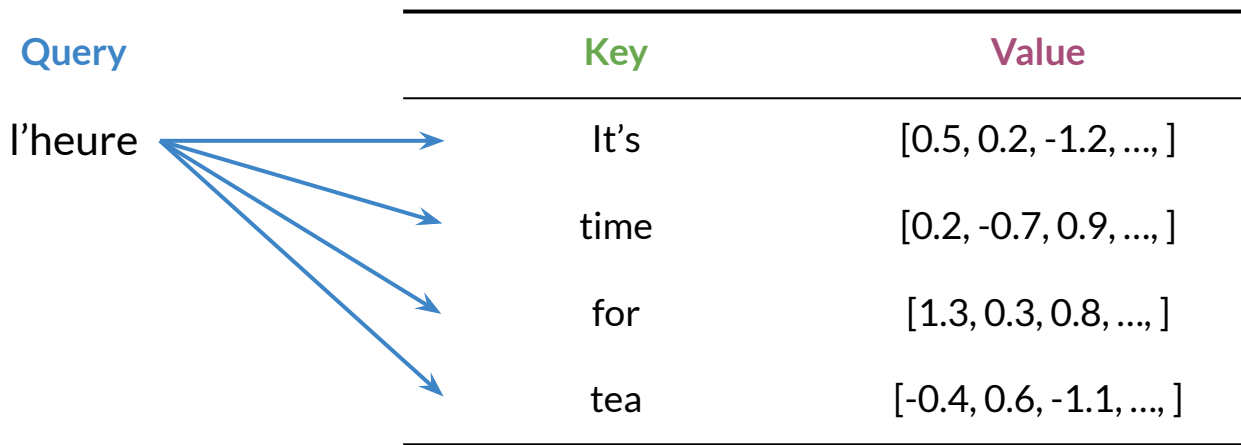 Query Key Value
l’heure It’s [0.5, 0.2, -1.2, …, ]
time [0.2, -0.7, 0.9, …, ]
for [1.3, 0.3, 0.8, …, ]
tea [-0.4, 0.6, -1.1, …, ]